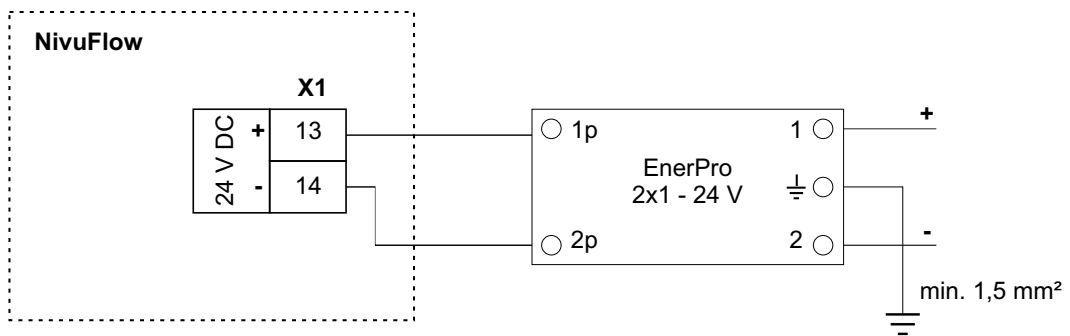 NivuFlow
X1
24 V DC
+ 13
- 14
1p
2p
EnerPro
2x1 - 24 V
1
2
+
-
min. 1,5 mm²